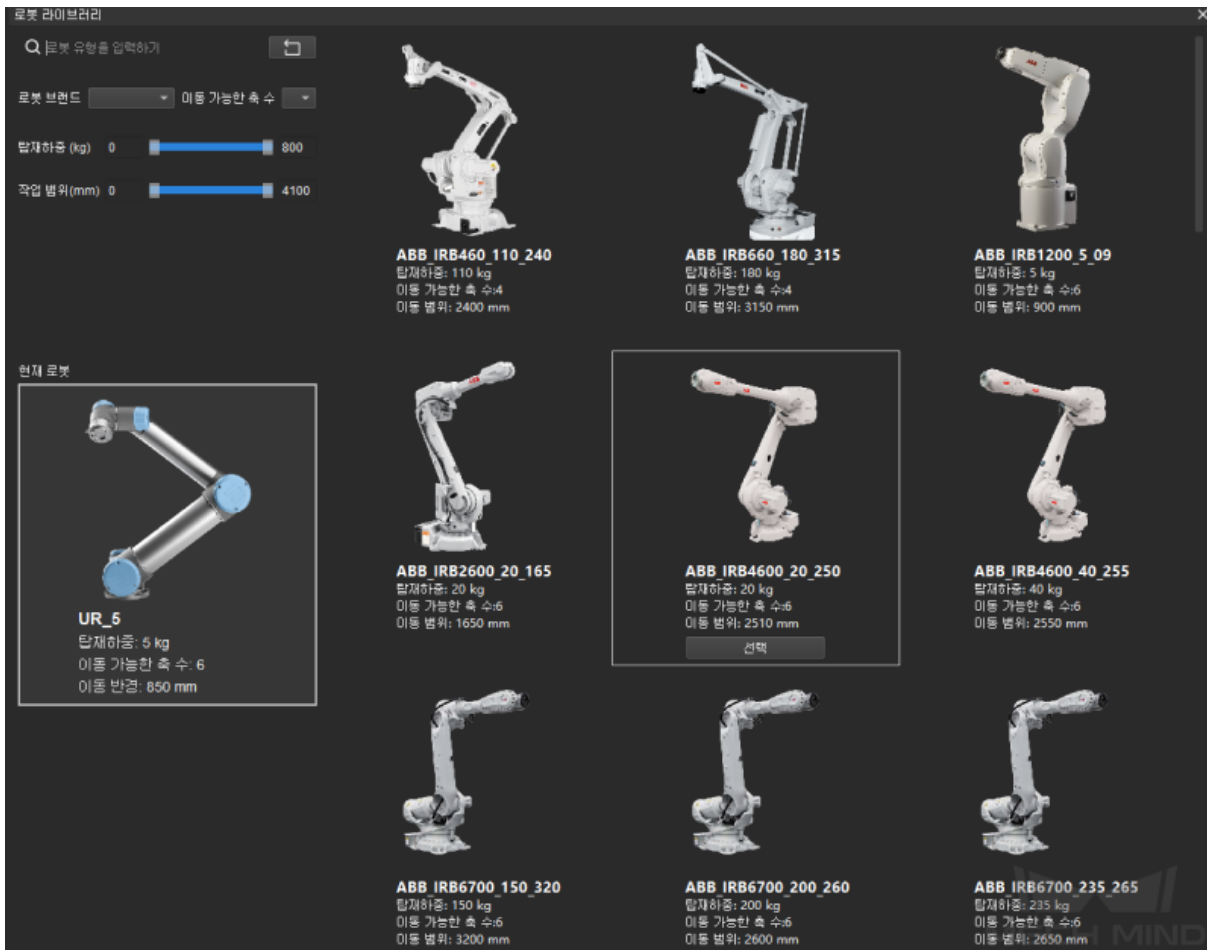 로봇 라이브러리
로봇 유형을 입력하기
로봇 브랜드 이동 가능한 축 수
탑재하중 (kg) 0 800
작업 범위(mm) 0 4100
현재 로봇
UR_5
탑재하중: 5 kg
이동 가능한 축 수: 6
이동 반경: 850 mm
ABB_IRB460_110_240
탑재하중: 110 kg
이동 가능한 축 수:4
이동 범위: 2400 mm
ABB_IRB660_180_315
탑재하중: 180 kg
이동 가능한 축 수:4
이동 범위: 3150 mm
ABB_IRB1200_5_09
탑재하중: 5 kg
이동 가능한 축 수:6
이동 범위: 900 mm
ABB_IRB2600_20_165
탑재하중: 20 kg
이동 가능한 축 수:6
이동 범위: 1650 mm
ABB_IRB4600_20_250
탑재하중: 20 kg
이동 가능한 축 수:6
이동 범위: 2510 mm
선택
ABB_IRB4600_40_255
탑재하중: 40 kg
이동 가능한 축 수:6
이동 범위: 2550 mm
ABB_IRB6700_150_320
탑재하중: 150 kg
이동 가능한 축 수:6
이동 범위: 3200 mm
ABB_IRB6700_200_260
탑재하중: 200 kg
이동 가능한 축 수:6
이동 범위: 2600 mm
ABB_IRB6700_235_265
탑재하중: 235 kg
이동 가능한 축 수:6
이동 범위: 2650 mm
MIND